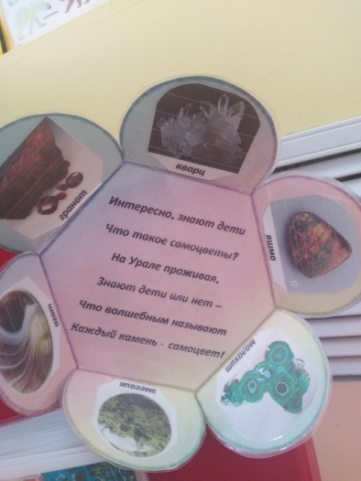 Интересно, знают дети
Что такое самоцветы?
На Урале проживая,
Знают дети или нет –
Что волшебным называют
Каждый камень - самоцвет!
кварц
яшма
малахит
змеевик
агат
гранат